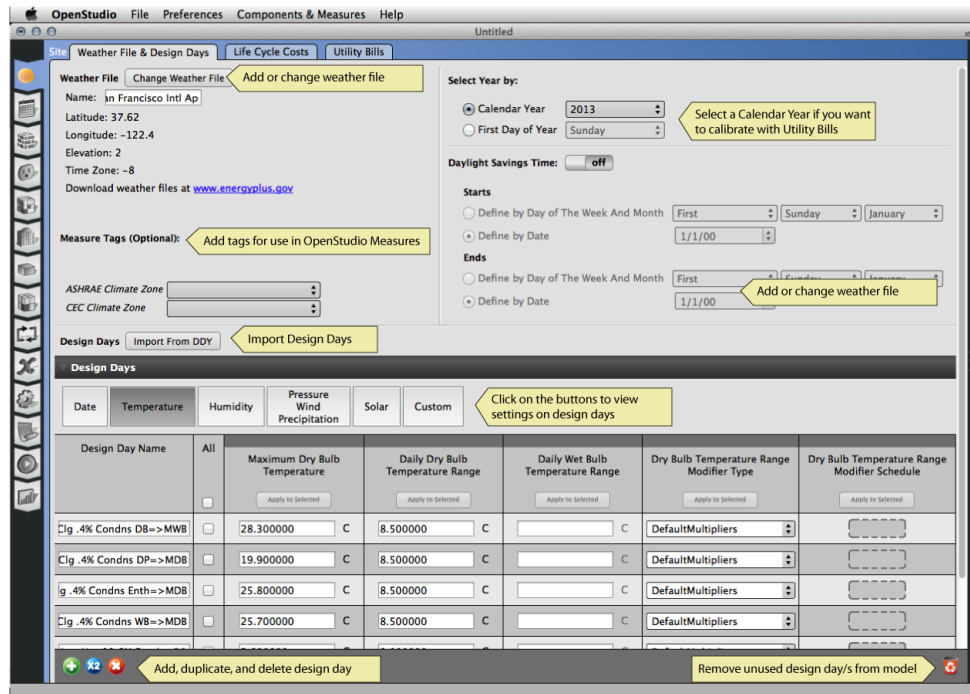 OpenStudio File Preferences Components & Measures Help
Untitled
Site Weather File & Design Days Life Cycle Costs Utility Bills
Weather File Change Weather File Add or change weather file
Name: an Francisco Intl Ap
Latitude: 37.62
Longitude: -122.4
Elevation: 2
Time Zone: -8
Download weather files at www.energyplus.gov
Measure Tags (Optional): Add tags for use in OpenStudio Measures
ASHRAE Climate Zone
CEC Climate Zone
Select Year by:
Calendar Year 2013
First Day of Year Sunday
Select a Calendar Year if you want
to calibrate with Utility Bills
Daylight Savings Time: off
Starts
Define by Day of The Week And Month First Sunday January
Define by Date 1/1/00
Ends
Define by Day of The Week And Month First Sunday January
Define by Date 1/1/00
Add or change weather file
Design Days Import From DDY Import Design Days
Design Days
Date Temperature Humidity Pressure Wind Precipitation Solar Custom
Click on the buttons to view
settings on design days
Design Day Name All Maximum Dry Bulb Temperature Daily Dry Bulb Temperature Range Daily Wet Bulb Temperature Range Dry Bulb Temperature Range Modifier Type Dry Bulb Temperature Range Modifier Schedule
Apply to Selected Apply to Selected Apply to Selected Apply to Selected Apply to Selected
Clg .4% Condns DB=>MWB 28.300000 C 8.500000 C C DefaultMultipliers
Clg .4% Condns DP=>MDB 19.900000 C 8.500000 C C DefaultMultipliers
g .4% Condns Enth=>MDB 25.800000 C 8.500000 C C DefaultMultipliers
Clg .4% Condns WB=>MDB 25.700000 C 8.500000 C C DefaultMultipliers
X2 Add, duplicate, and delete design day Remove unused design day/s from model